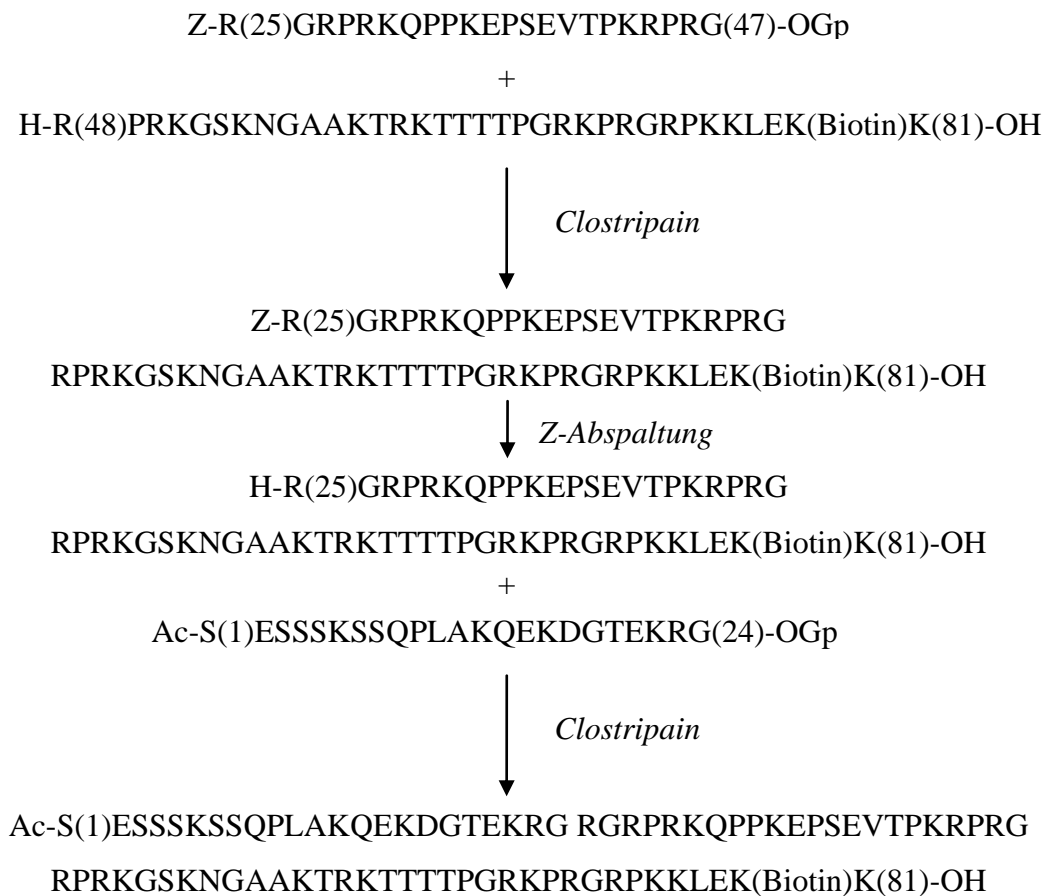 Z-R(25)GRPRKQPPKEPSEVTPKRPRG(47)-OGp
+
H-R(48)PRKGSKNGAAKTRKTTTTPGRKPRGRPKKLEK(Biotin)K(81)-OH
Clostripain
Z-R(25)GRPRKQPPKEPSEVTPKRPRG
RPRKGSKNGAAKTRKTTTTPGRKPRGRPKKLEK(Biotin)K(81)-OH
Z-Abspaltung
H-R(25)GRPRKQPPKEPSEVTPKRPRG
RPRKGSKNGAAKTRKTTTTPGRKPRGRPKKLEK(Biotin)K(81)-OH
+
Ac-S(1)ESSSKSSQPLAKQEKDGTEKRG(24)-OGp
Clostripain
Ac-S(1)ESSSKSSQPLAKQEKDGTEKRG RGRPRKQPPKEPSEVTPKRPRG
RPRKGSKNGAAKTRKTTTTPGRKPRGRPKKLEK(Biotin)K(81)-OH